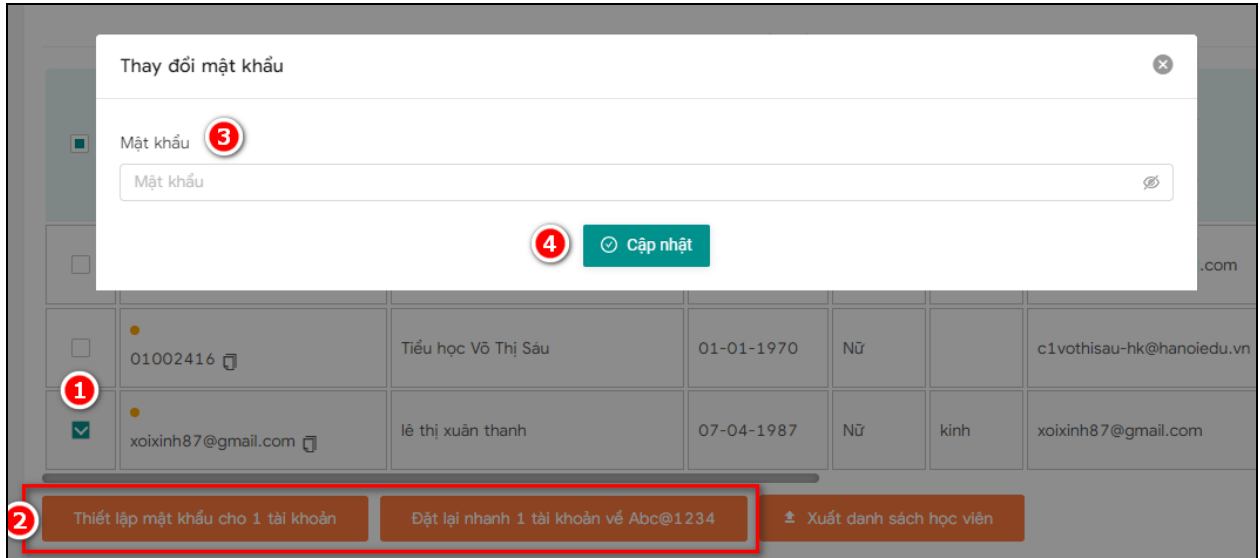 Thay đổi mật khẩu
Mật khẩu 3
Mật khẩu
4 Cập nhật
.com
01002416 Tiểu học Võ Thị Sáu 01-01-1970 Nữ c1vothisau-hk@hanoiedu.vn
1
xoixinh87@gmail.com lê thị xuân thanh 07-04-1987 Nữ kinh xoixinh87@gmail.com
2 Thiết lập mật khẩu cho 1 tài khoản Đặt lại nhanh 1 tài khoản về Abc@1234 Xuất danh sách học viên